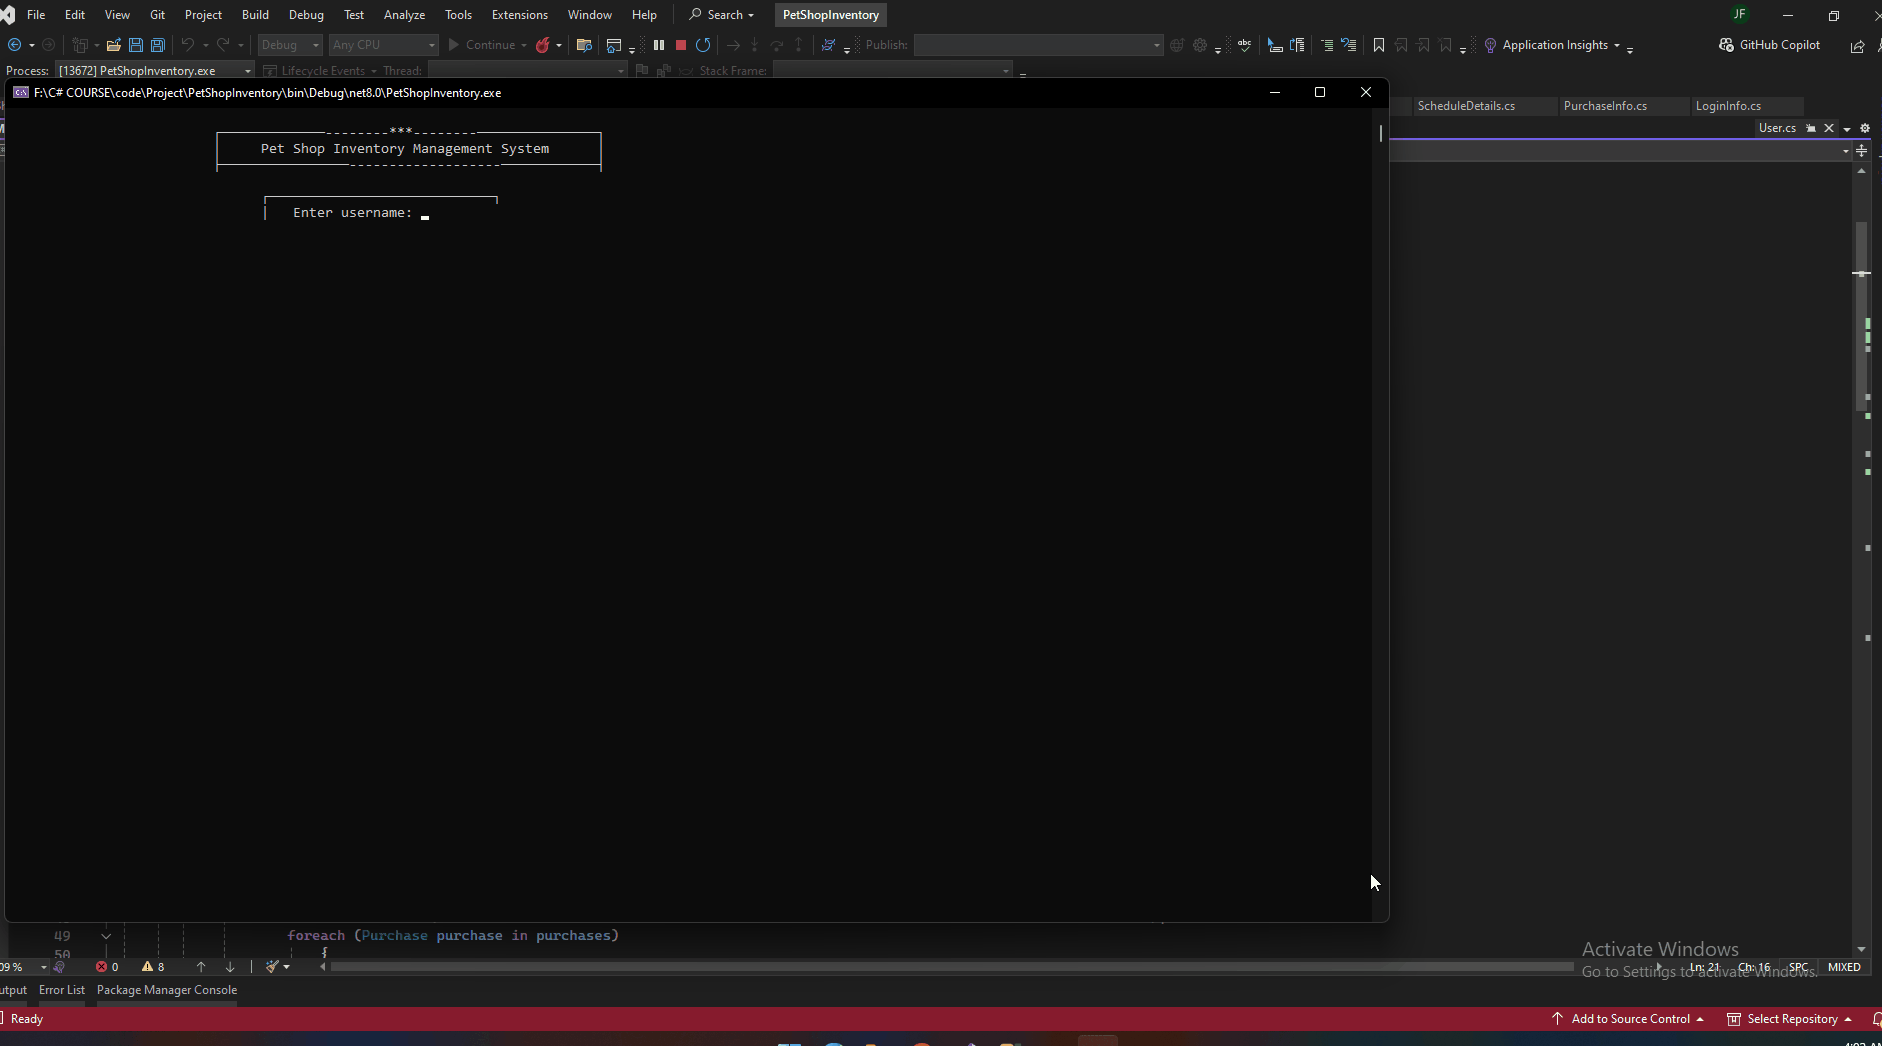 File Edit View Git Project Build Debug Test Analyze Tools Extensions Window Help Search PetShopInventory JF
Debug Any CPU Continue Publish: abc Application Insights GitHub Copilot
Process: [13672] PetShopInventory.exe Lifecycle Events Thread: Stack Frame:
F:\C# COURSE\code\Project\PetShopInventory\bin\Debug\net8.0\PetShopInventory.exe
ScheduleDetails.cs PurchaseInfo.cs LoginInfo.cs
User.cs
--------***--------
Pet Shop Inventory Management System
-------------------
Enter username:
49 foreach (Purchase purchase in purchases)
50 {
Activate Windows
Go to Settings to activate Windows.
09 % 0 8 Ln: 21 Ch: 16 SPC MIXED
utput Error List Package Manager Console
Ready Add to Source Control Select Repository